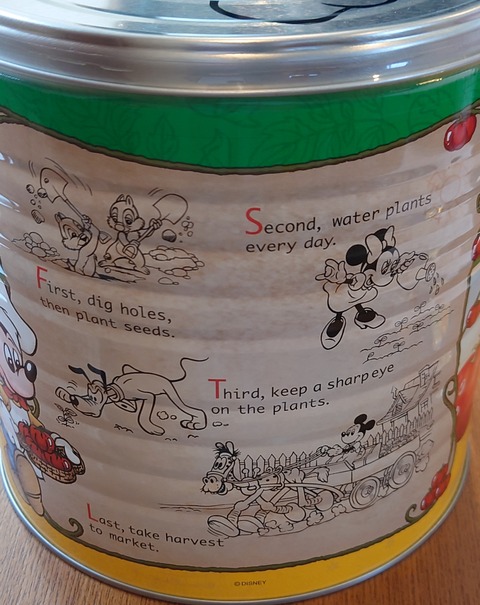 First, dig holes,
then plant seeds.
Second, water plants
every day.
Third, keep a sharp eye
on the plants.
Last, take harvest
to market.
©DISNEY